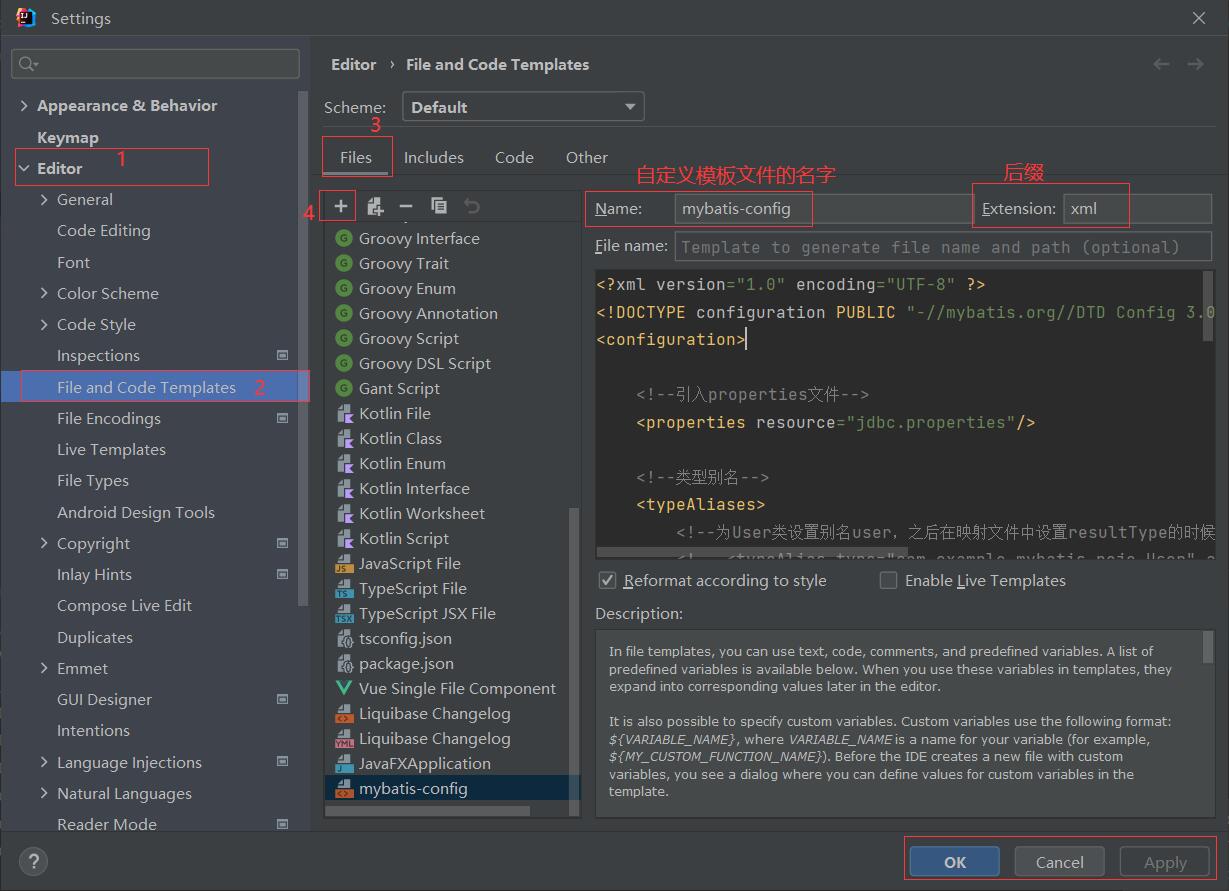 Settings
Editor › File and Code Templates
Appearance & Behavior
Keymap
1
Editor
General
Code Editing
Font
Color Scheme
Code Style
Inspections
File and Code Templates 2
File Encodings
Live Templates
File Types
Android Design Tools
Copyright
Inlay Hints
Compose Live Edit
Duplicates
Emmet
GUI Designer
Intentions
Language Injections
Natural Languages
Reader Mode
Scheme: Default
3
Files Includes Code Other
4
Groovy Interface
Groovy Trait
Groovy Enum
Groovy Annotation
Groovy Script
Groovy DSL Script
Gant Script
Kotlin File
Kotlin Class
Kotlin Enum
Kotlin Interface
Kotlin Worksheet
Kotlin Script
JavaScript File
TypeScript File
TypeScript JSX File
tsconfig.json
package.json
Vue Single File Component
Liquibase Changelog
Liquibase Changelog
JavaFXApplication
mybatis-config
自定义模板文件的名字 后缀
Name: mybatis-config Extension: xml
File name: Template to generate file name and path (optional)
<?xml version="1.0" encoding="UTF-8" ?>
<!DOCTYPE configuration PUBLIC "-//mybatis.org//DTD Config 3.0
<configuration>
<!--引入properties文件-->
<properties resource="jdbc.properties"/>
<!--类型别名-->
<typeAliases>
<!--为User类设置别名user，之后在映射文件中设置resultType的时候
Reformat according to style Enable Live Templates
Description:
In file templates, you can use text, code, comments, and predefined variables. A list of
predefined variables is available below. When you use these variables in templates, they
expand into corresponding values later in the editor.
It is also possible to specify custom variables. Custom variables use the following format:
${VARIABLE_NAME}, where VARIABLE_NAME is a name for your variable (for example,
${MY_CUSTOM_FUNCTION_NAME}). Before the IDE creates a new file with custom
variables, you see a dialog where you can define values for custom variables in the
template.
? OK Cancel Apply